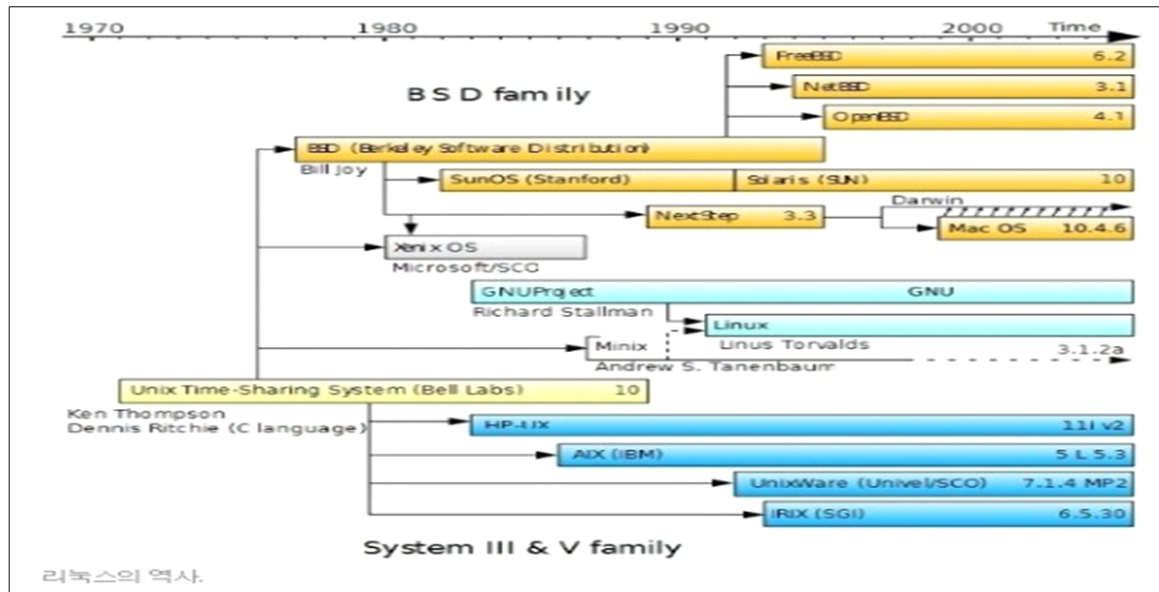 1970 1980 1990 2000 Time
FreeBSD 6.2
BSD family
NetBSD 3.1
OpenBSD 4.1
BSD (Berkeley Software Distribution)
Bill Joy
SunOS (Stanford) Solaris (SUN) 10
Darwin
NextStep 3.3
Mac OS 10.4.6
Xenix OS
Microsoft/SCO
GNU Project GNU
Richard Stallman
Linux
Linus Torvalds
Minix 3.1.2a
Andrew S. Tanenbaum
Unix Time-Sharing System (Bell Labs) 10
Ken Thompson
Dennis Ritchie (C language)
HP-UX 11i v2
AIX (IBM) 5 L 5.3
UnixWare (Univel/SCO) 7.1.4 MP2
IRIX (SGI) 6.5.30
System III & V family
리눅스의 역사.